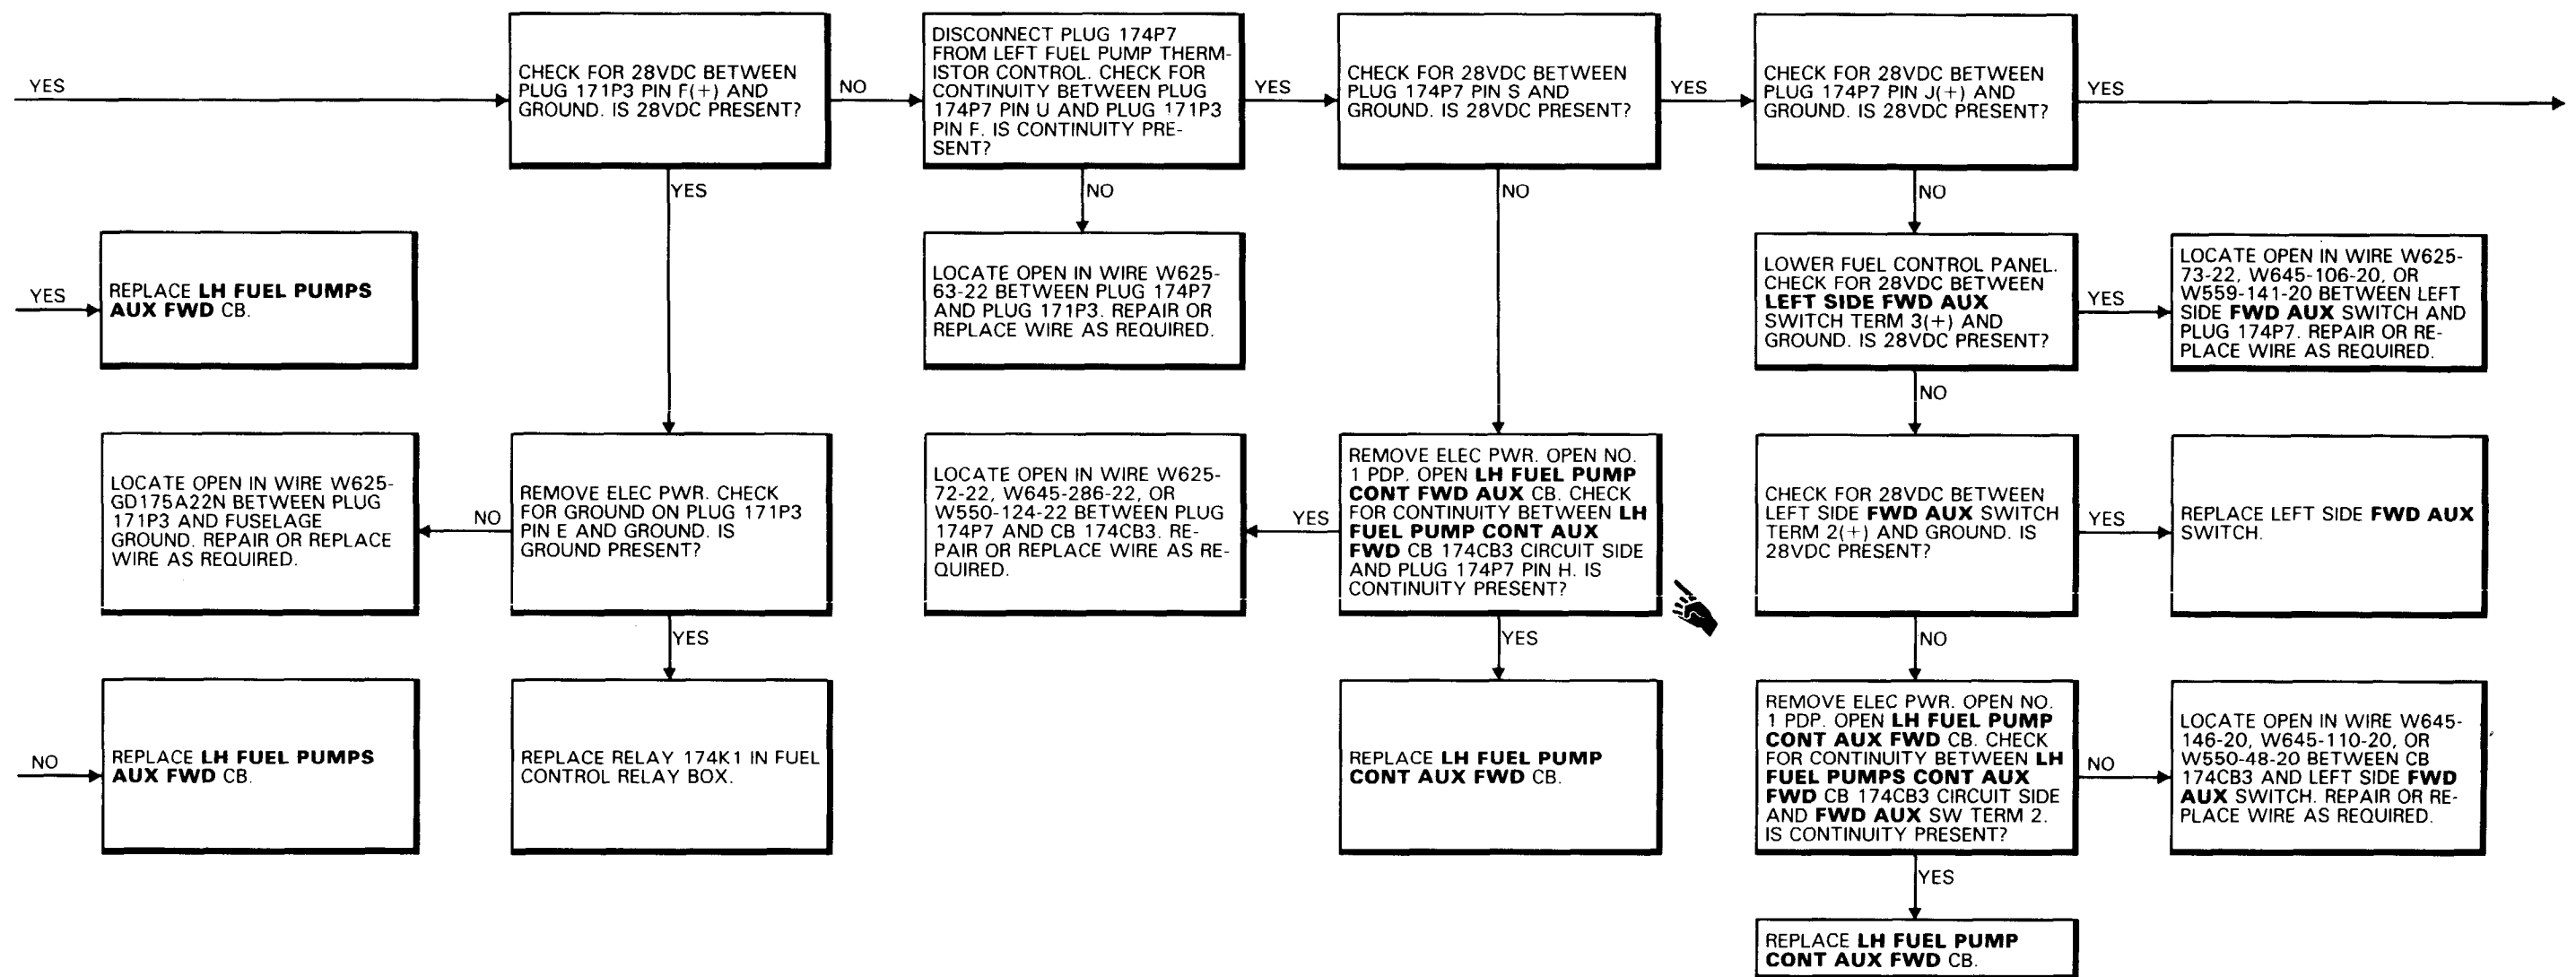 YES
CHECK FOR 28VDC BETWEEN
PLUG 171P3 PIN F(+) AND
GROUND. IS 28VDC PRESENT?
NO
DISCONNECT PLUG 174P7
FROM LEFT FUEL PUMP THERM-
ISTOR CONTROL. CHECK FOR
CONTINUITY BETWEEN PLUG
174P7 PIN U AND PLUG 171P3
PIN F. IS CONTINUITY PRE-
SENT?
YES
CHECK FOR 28VDC BETWEEN
PLUG 174P7 PIN S AND
GROUND. IS 28VDC PRESENT?
YES
CHECK FOR 28VDC BETWEEN
PLUG 174P7 PIN J(+) AND
GROUND. IS 28VDC PRESENT?
YES
YES
NO
NO
NO
YES
REPLACE LH FUEL PUMPS
AUX FWD CB.
LOCATE OPEN IN WIRE W625-
63-22 BETWEEN PLUG 174P7
AND PLUG 171P3. REPAIR OR
REPLACE WIRE AS REQUIRED.
LOWER FUEL CONTROL PANEL.
CHECK FOR 28VDC BETWEEN
LEFT SIDE FWD AUX
SWITCH TERM 3(+) AND
GROUND. IS 28VDC PRESENT?
YES
LOCATE OPEN IN WIRE W625-
73-22, W645-106-20, OR
W559-141-20 BETWEEN LEFT
SIDE FWD AUX SWITCH AND
PLUG 174P7. REPAIR OR RE-
PLACE WIRE AS REQUIRED.
NO
LOCATE OPEN IN WIRE W625-
GD175A22N BETWEEN PLUG
171P3 AND FUSELAGE
GROUND. REPAIR OR REPLACE
WIRE AS REQUIRED.
NO
REMOVE ELEC PWR. CHECK
FOR GROUND ON PLUG 171P3
PIN E AND GROUND. IS
GROUND PRESENT?
LOCATE OPEN IN WIRE W625-
72-22, W645-286-22, OR
W550-124-22 BETWEEN PLUG
174P7 AND CB 174CB3. RE-
PAIR OR REPLACE WIRE AS RE-
QUIRED.
YES
REMOVE ELEC PWR. OPEN NO.
1 PDP. OPEN LH FUEL PUMP
CONT FWD AUX CB. CHECK
FOR CONTINUITY BETWEEN LH
FUEL PUMP CONT AUX
FWD CB 174CB3 CIRCUIT SIDE
AND PLUG 174P7 PIN H. IS
CONTINUITY PRESENT?
CHECK FOR 28VDC BETWEEN
LEFT SIDE FWD AUX SWITCH
TERM 2(+) AND GROUND. IS
28VDC PRESENT?
YES
REPLACE LEFT SIDE FWD AUX
SWITCH.
YES
YES
NO
NO
REPLACE LH FUEL PUMPS
AUX FWD CB.
REPLACE RELAY 174K1 IN FUEL
CONTROL RELAY BOX.
REPLACE LH FUEL PUMP
CONT AUX FWD CB.
REMOVE ELEC PWR. OPEN NO.
1 PDP. OPEN LH FUEL PUMP
CONT AUX FWD CB. CHECK
FOR CONTINUITY BETWEEN LH
FUEL PUMPS CONT AUX
FWD CB 174CB3 CIRCUIT SIDE
AND FWD AUX SW TERM 2.
IS CONTINUITY PRESENT?
NO
LOCATE OPEN IN WIRE W645-
146-20, W645-110-20, OR
W550-48-20 BETWEEN CB
174CB3 AND LEFT SIDE FWD
AUX SWITCH. REPAIR OR RE-
PLACE WIRE AS REQUIRED.
YES
REPLACE LH FUEL PUMP
CONT AUX FWD CB.